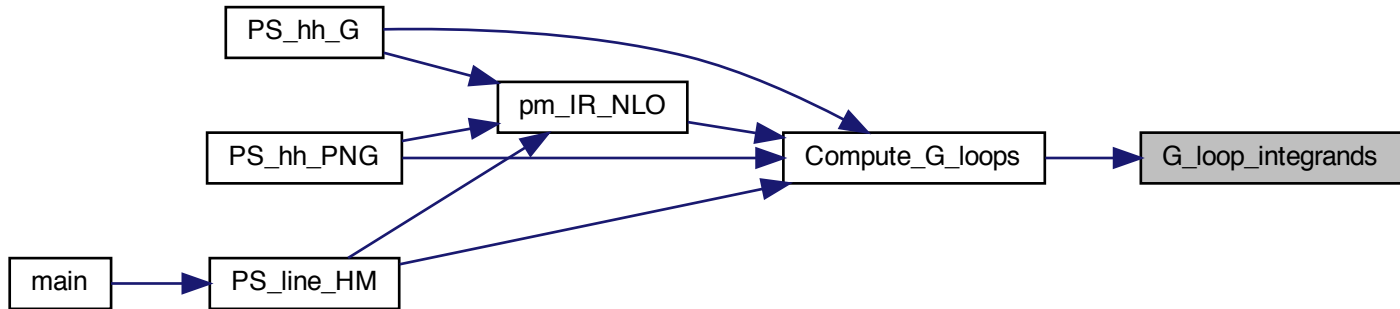 PS_hh_G
pm_IR_NLO
PS_hh_PNG
Compute_G_loops
G_loop_integrands
main
PS_line_HM